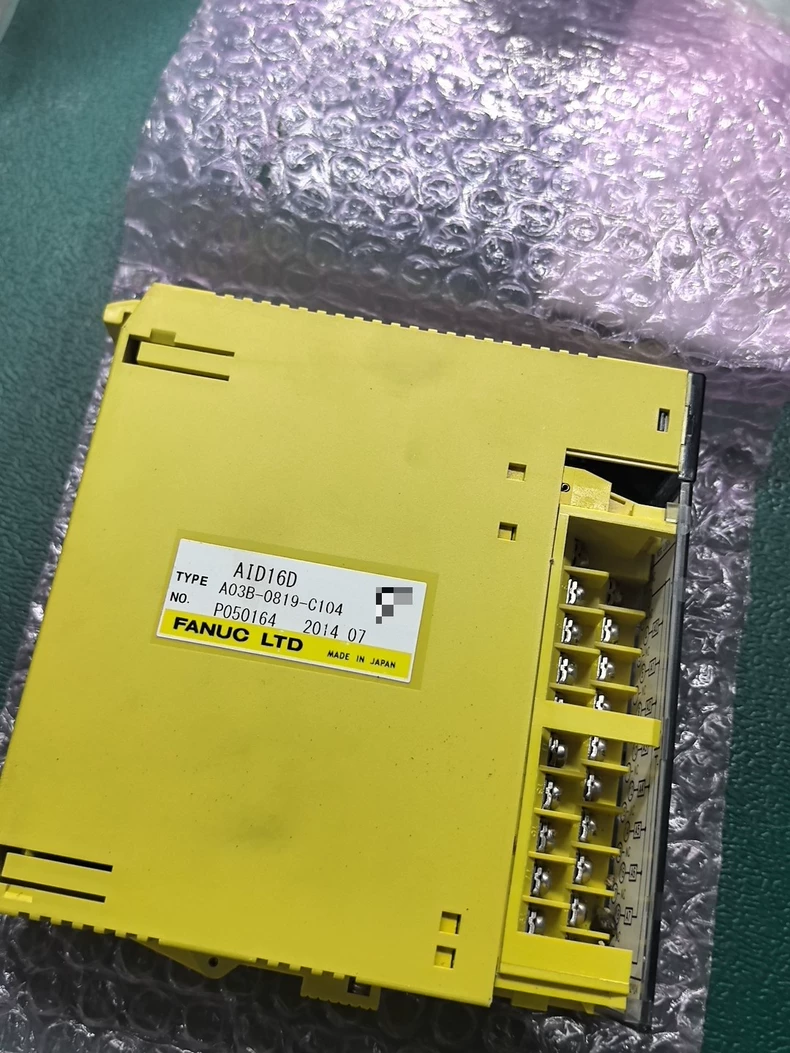 AID16D
TYPE A03B-0819-C104
NO. P050164 2014 07
FANUC LTD MADE IN JAPAN